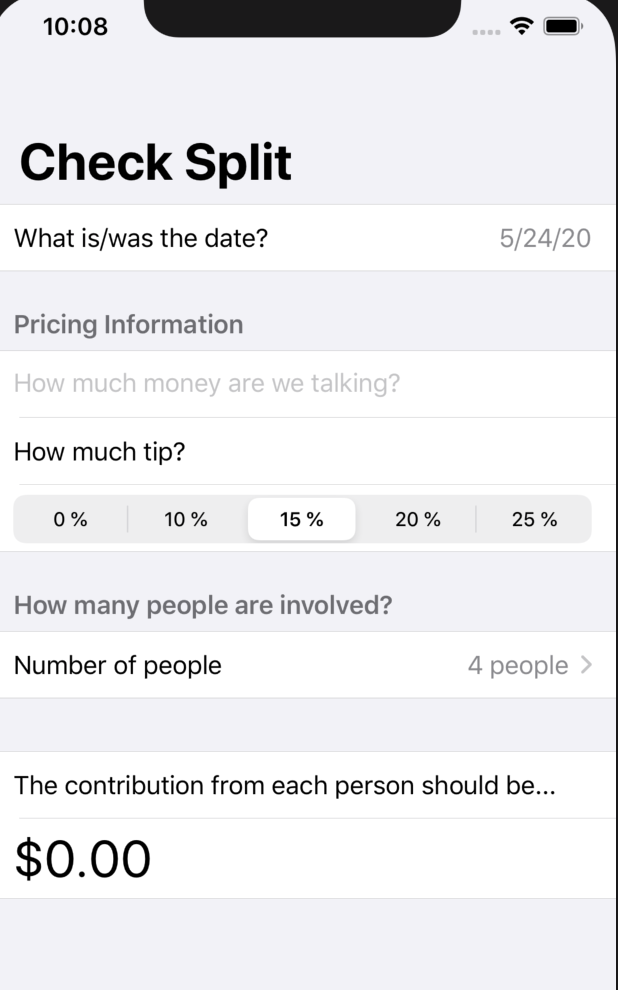 10:08
Check Split
What is/was the date? 5/24/20
Pricing Information
How much money are we talking?
How much tip?
0 % 10 % 15 % 20 % 25 %
How many people are involved?
Number of people 4 people
The contribution from each person should be...
$0.00